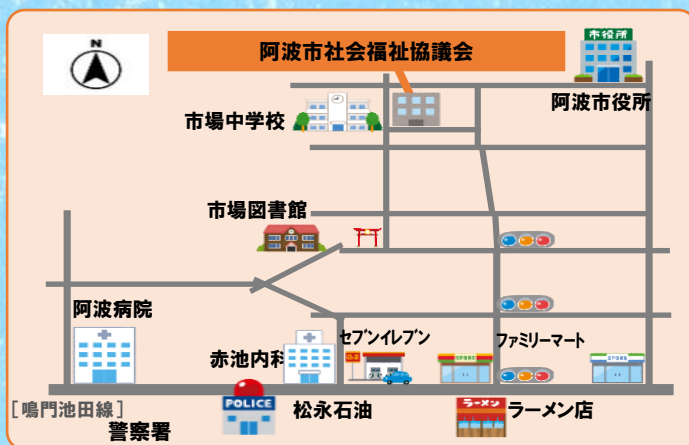 N
阿波市社会福祉協議会
市役所
阿波市役所
市場中学校
市場図書館
阿波病院
赤池内科
セブンイレブン
ファミリーマート
STORE
STORE
[鳴門池田線]
警察署
POLICE
松永石油
ラーメン
ラーメン店